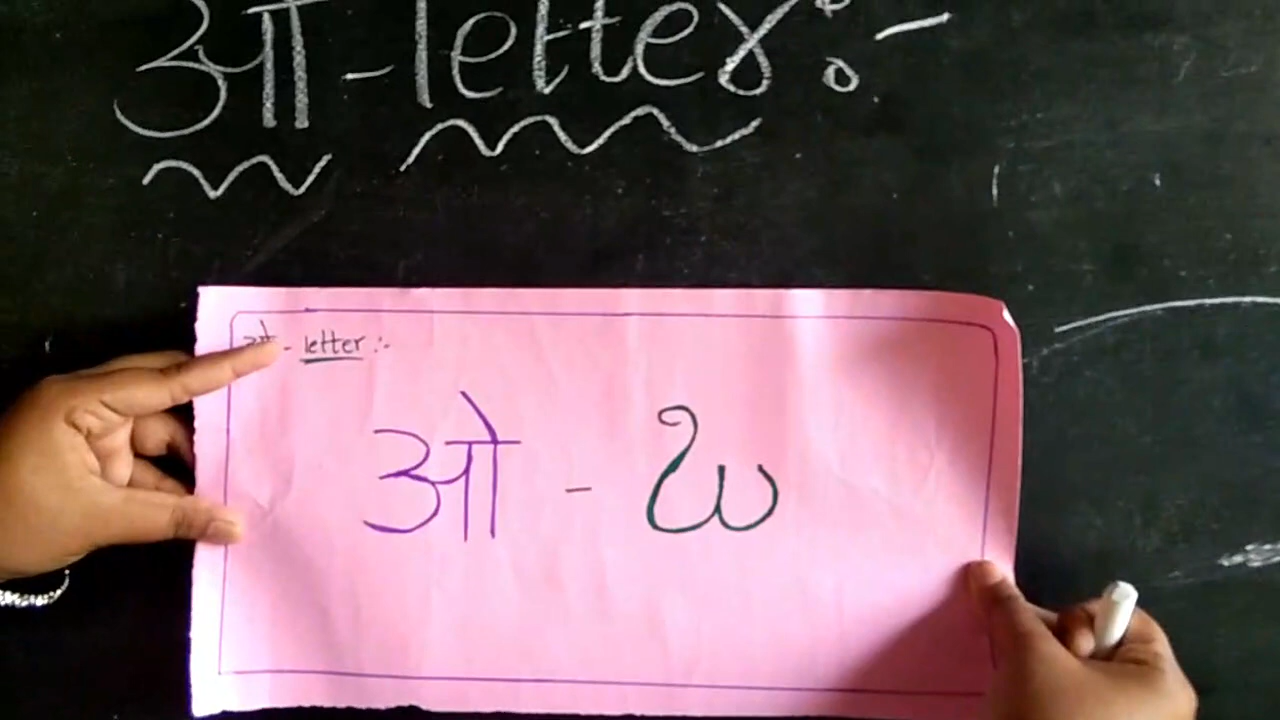 ओ -letter:-
ओ - letter :-
ओ - ఒ